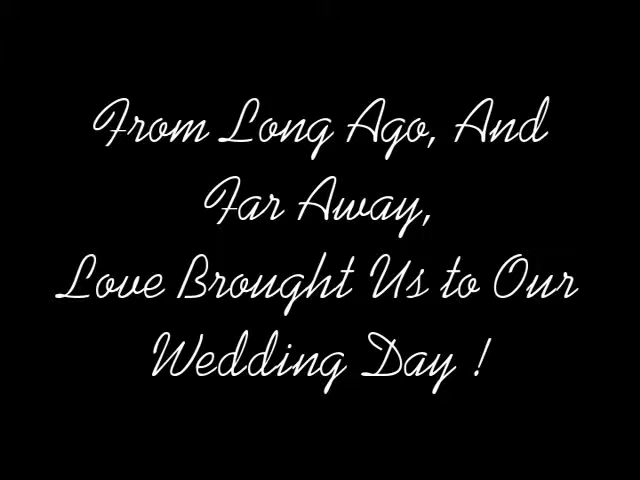 From Long Ago, And
Far Away,
Love Brought Us to Our
Wedding Day !